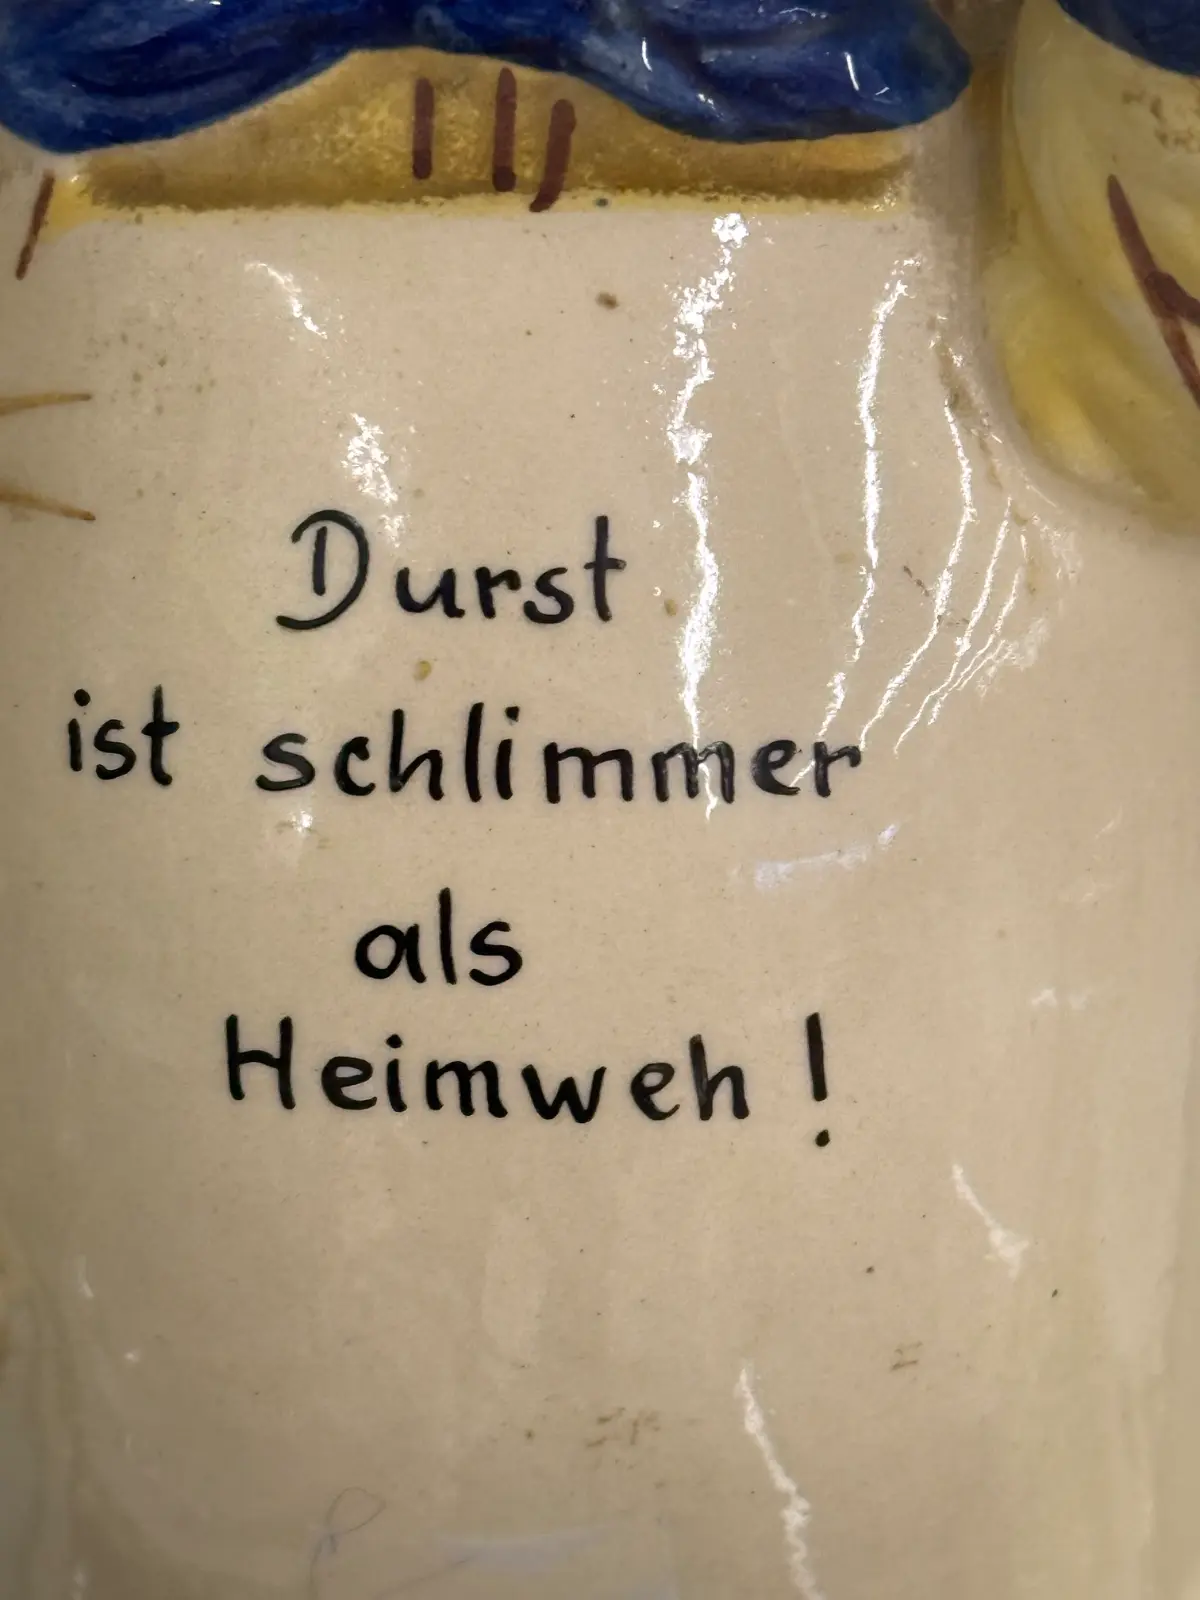 Durst
ist schlimmer
als
Heimweh!